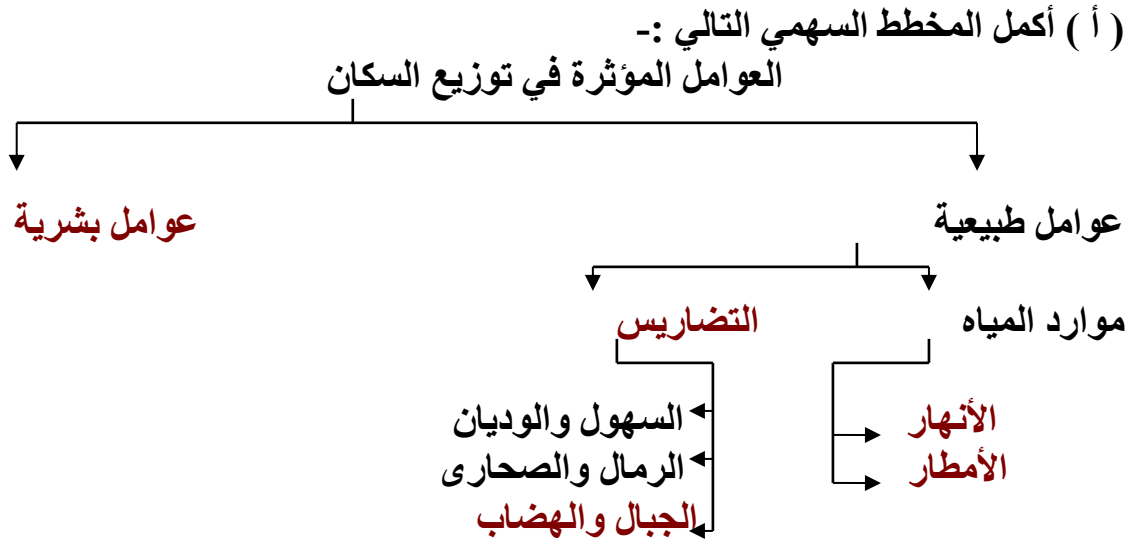 ( أ ) أكمل المخطط السهمي التالي :-
العوامل المؤثرة في توزيع السكان
عوامل طبيعية
عوامل بشرية
موارد المياه
التضاريس
الأنهار
الأمطار
السهول والوديان
الرمال والصحارى
الجبال والهضاب